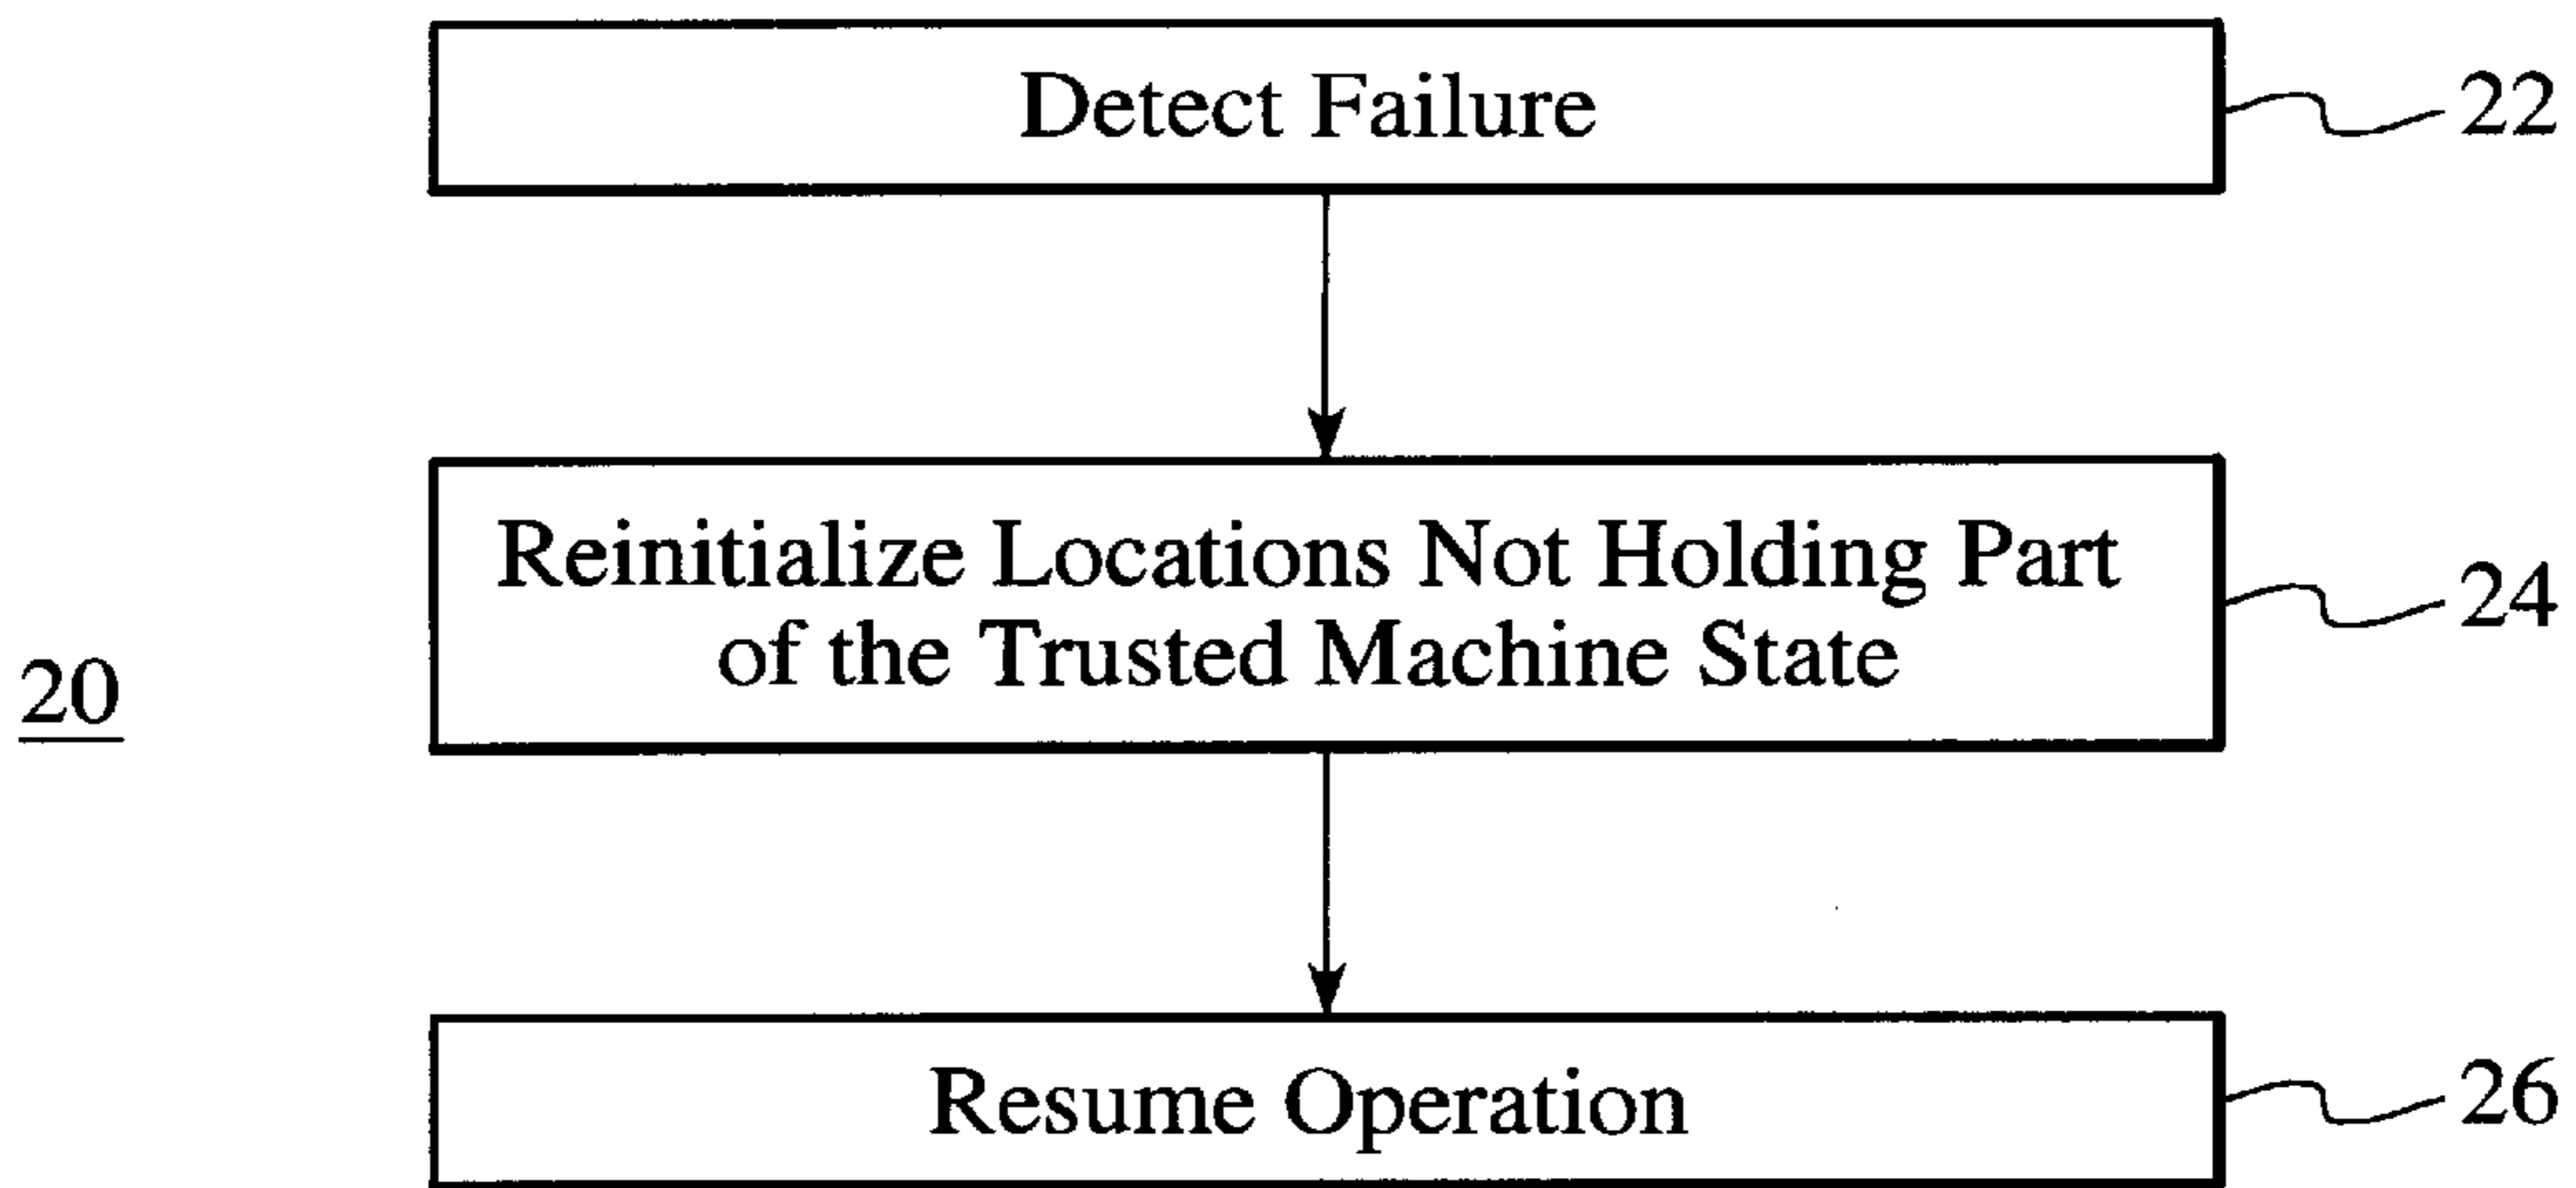 Detect Failure
22
Reinitialize Locations Not Holding Part
of the Trusted Machine State
24
20
Resume Operation
26